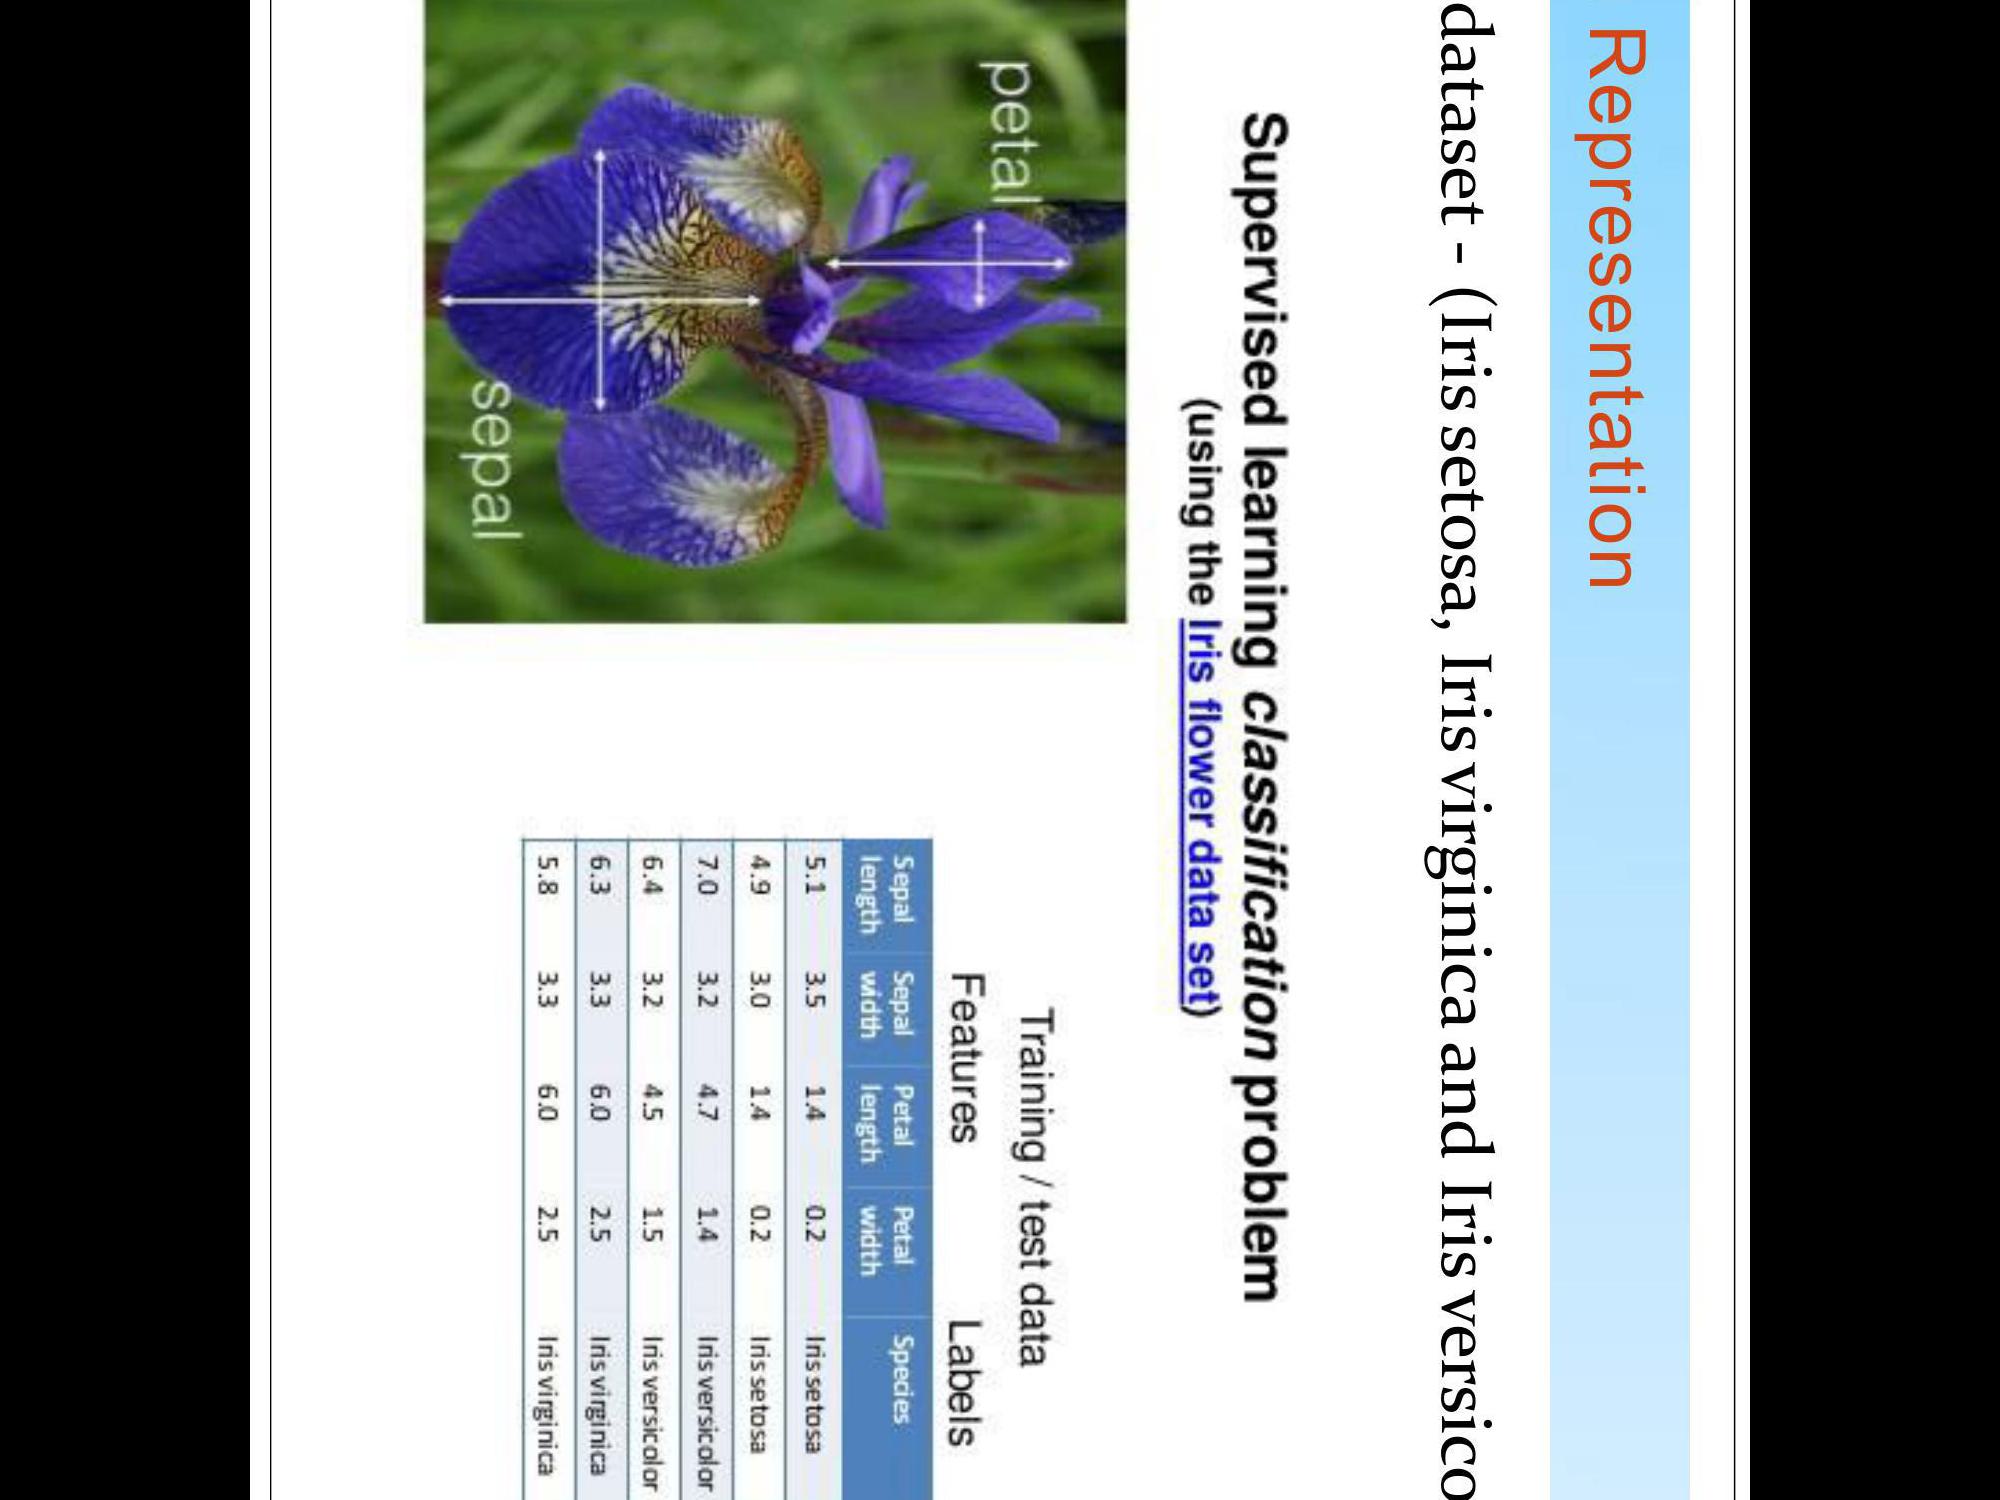 Representation
dataset - (Iris setosa, Iris virginica and Iris versico
Supervised learning classification problem
(using the Iris flower data set)
petal
sepal
Training / test data
Features Labels
Sepal length Sepal width Petal length Petal width Species
5.1 3.5 1.4 0.2 Iris setosa
4.9 3.0 1.4 0.2 Iris setosa
7.0 3.2 4.7 1.4 Iris versicolor
6.4 3.2 4.5 1.5 Iris versicolor
6.3 3.3 6.0 2.5 Iris virginica
5.8 3.3 6.0 2.5 Iris virginica